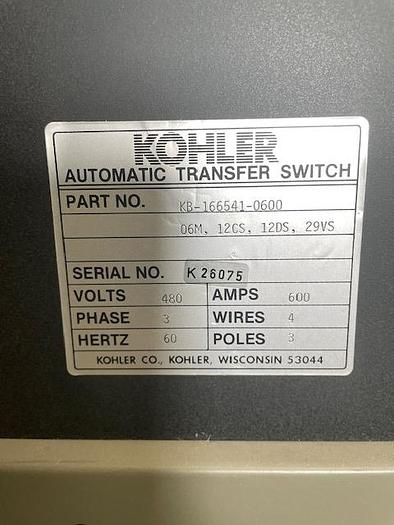 KOHLER
AUTOMATIC TRANSFER SWITCH
PART NO. KB-166541-0600
06M, 12CS, 12DS, 29VS
SERIAL NO. K 26075
VOLTS 480 AMPS 600
PHASE 3 WIRES 4
HERTZ 60 POLES 3
KOHLER CO., KOHLER, WISCONSIN 53044